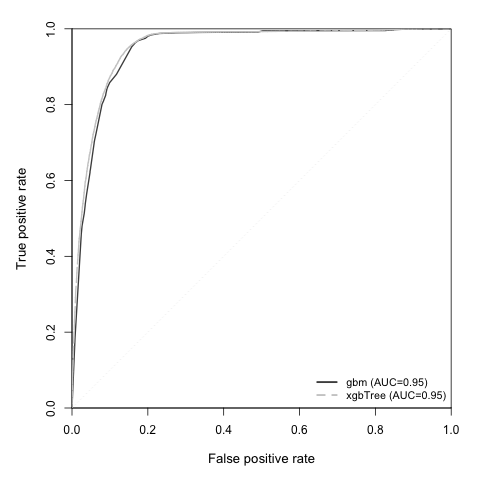 1.0
0.8
0.6
0.4
0.2
0.0
True positive rate
gbm (AUC=0.95)
xgbTree (AUC=0.95)
0.0 0.2 0.4 0.6 0.8 1.0
False positive rate